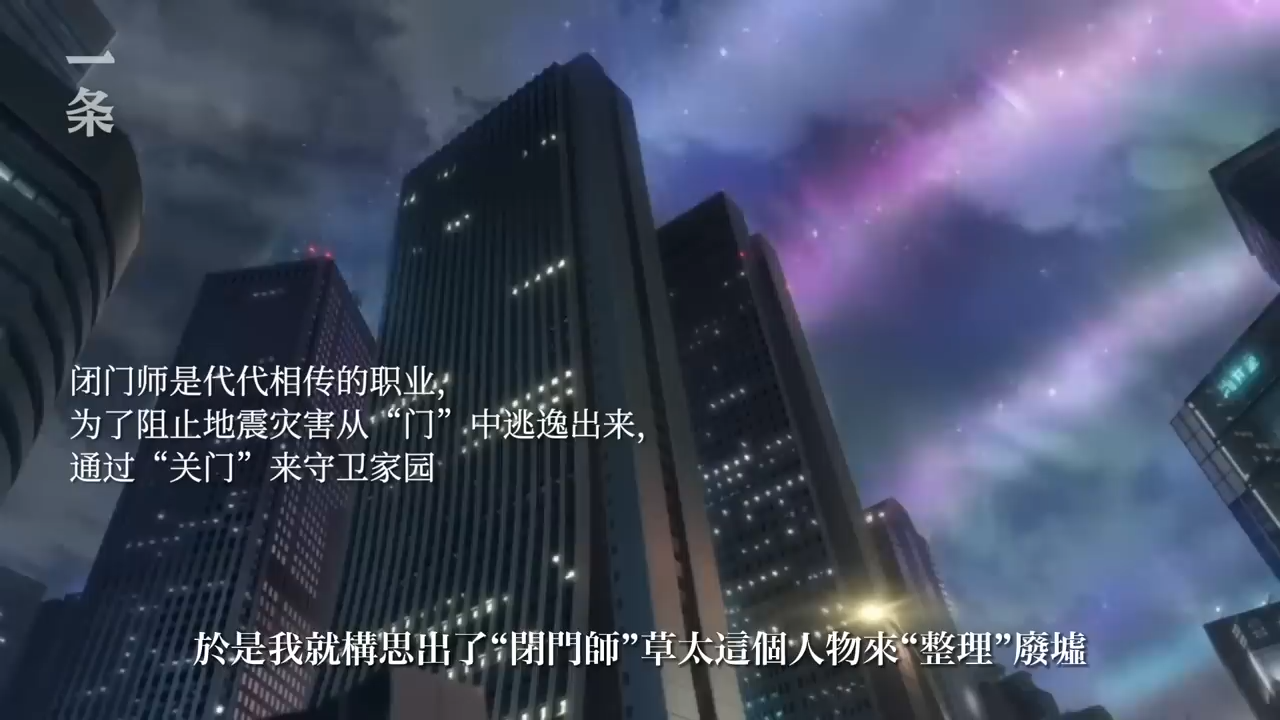 一条
闭门师是代代相传的职业,
为了阻止地震灾害从“门”中逃逸出来,
通过“关门”来守卫家园
於是我就構思出了“閉門師”草太這個人物來“整理”廢墟